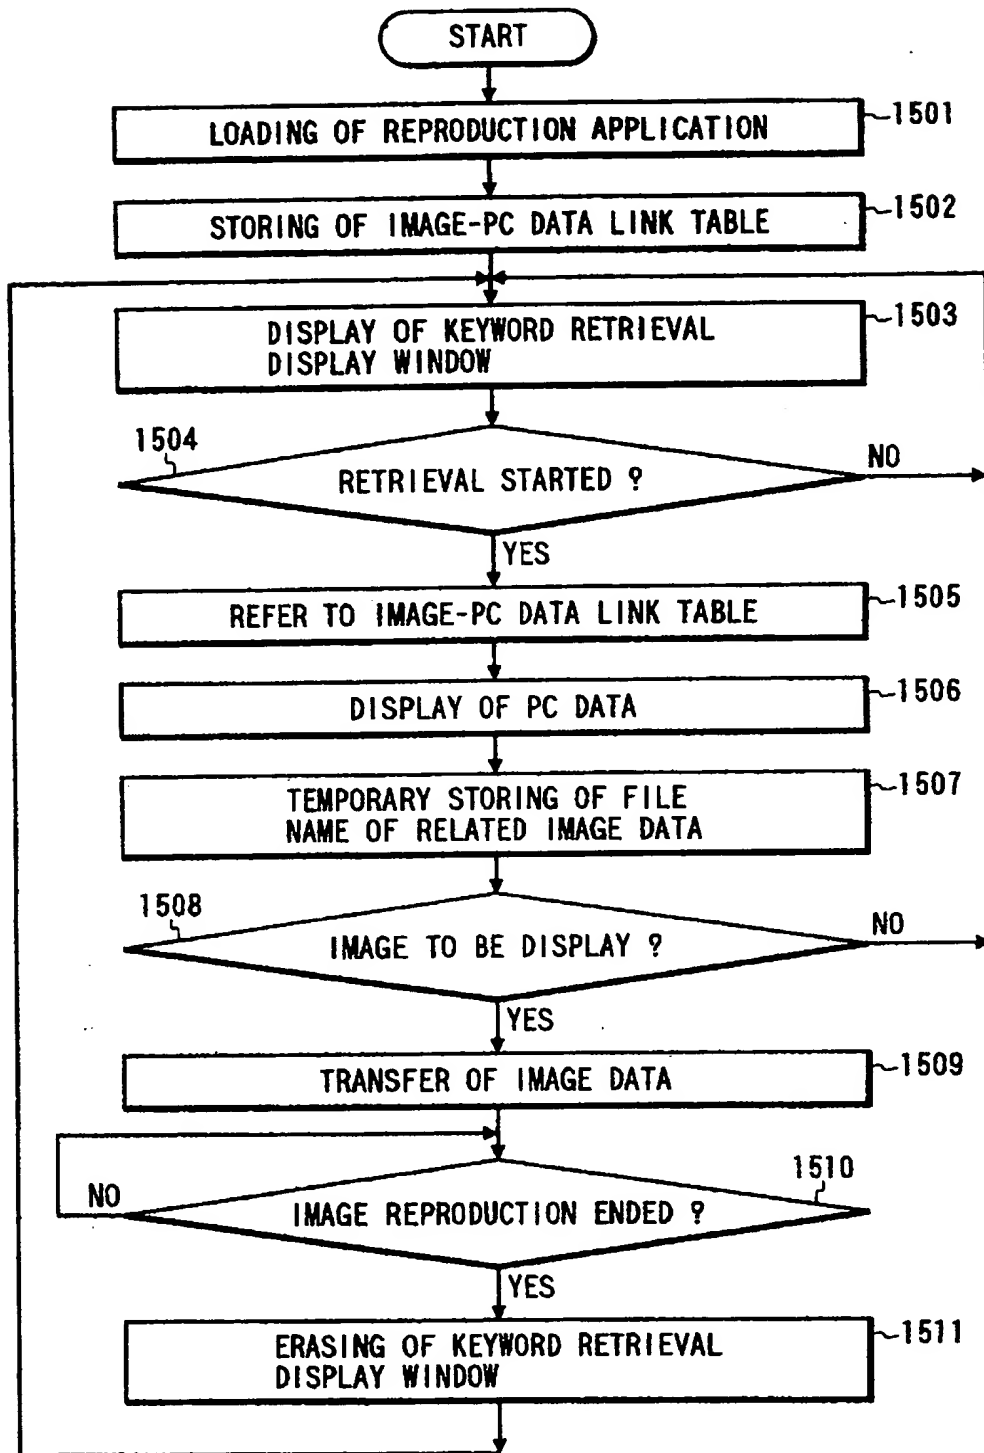 START
LOADING OF REPRODUCTION APPLICATION
1501
STORING OF IMAGE-PC DATA LINK TABLE
1502
DISPLAY OF KEYWORD RETRIEVAL
DISPLAY WINDOW
1503
1504
RETRIEVAL STARTED ?
NO
YES
REFER TO IMAGE-PC DATA LINK TABLE
1505
DISPLAY OF PC DATA
1506
TEMPORARY STORING OF FILE
NAME OF RELATED IMAGE DATA
1507
1508
IMAGE TO BE DISPLAY ?
NO
YES
TRANSFER OF IMAGE DATA
1509
1510
NO
IMAGE REPRODUCTION ENDED ?
YES
ERASING OF KEYWORD RETRIEVAL
DISPLAY WINDOW
1511